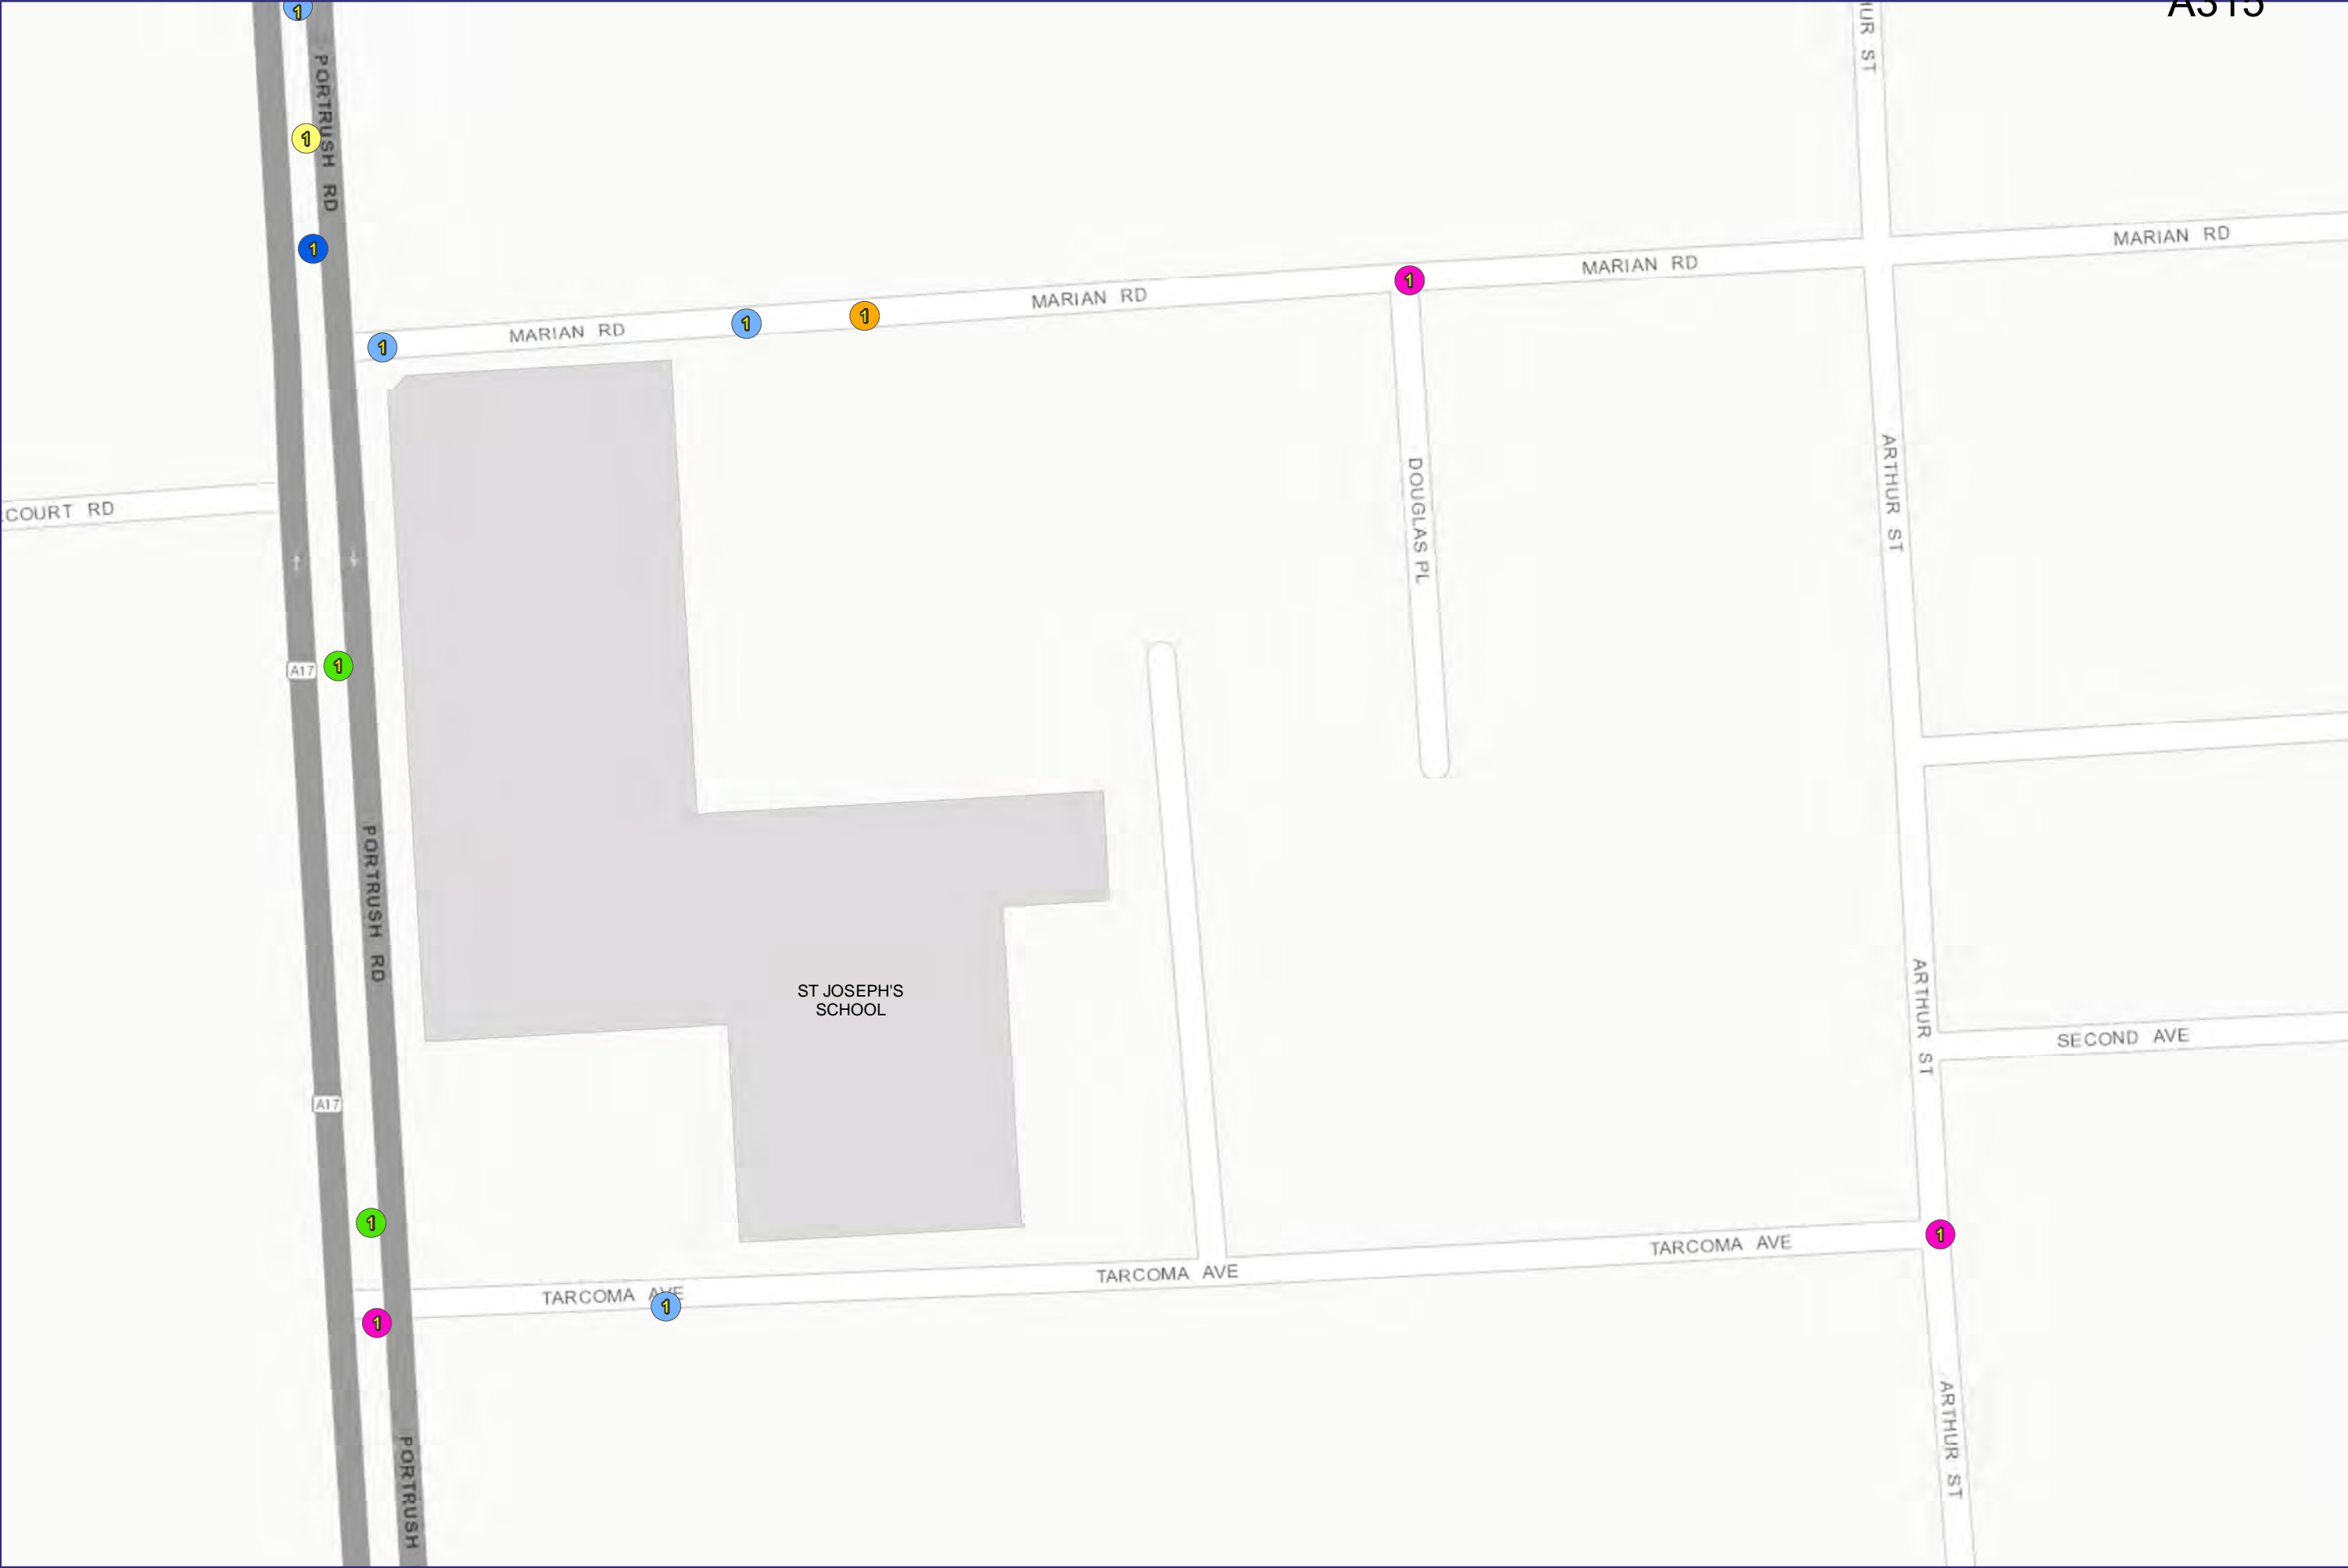 1
A315
PORTRUSH RD
ST
1
1
MARIAN RD
MARIAN RD
1
MARIAN RD
1
1
MARIAN RD
1
COURT RD
DOUGLAS PL
ARTHUR ST
A17
1
PORTRUSH RD
ST JOSEPH'S
SCHOOL
ARTHUR ST
SECOND AVE
A17
1
TARCOMA AVE
1
TARCOMA AVE
TARCOMA AVE
1
1
ARTHUR ST
PORTRUSH